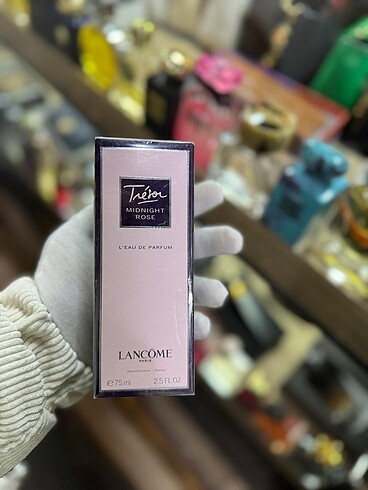 Trésor
MIDNIGHT
ROSE
L'EAU DE PARFUM
LANCÔME
PARIS
℮75 ml 2.5 FL.OZ.